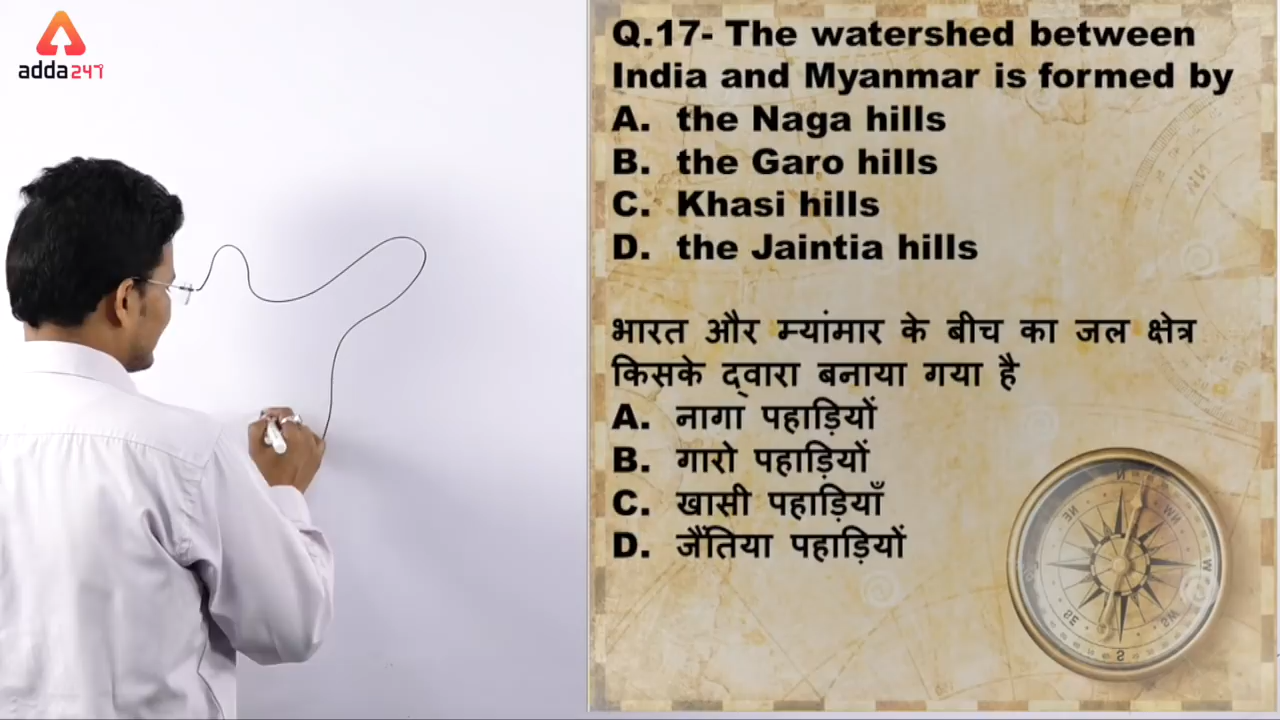 adda247
Q.17- The watershed between
India and Myanmar is formed by
A. the Naga hills
B. the Garo hills
C. Khasi hills
D. the Jaintia hills
भारत और म्यांमार के बीच का जल क्षेत्र
किसके द्वारा बनाया गया है
A. नागा पहाड़ियों
B. गारो पहाड़ियों
C. खासी पहाड़ियाँ
D. जैंतिया पहाड़ियों